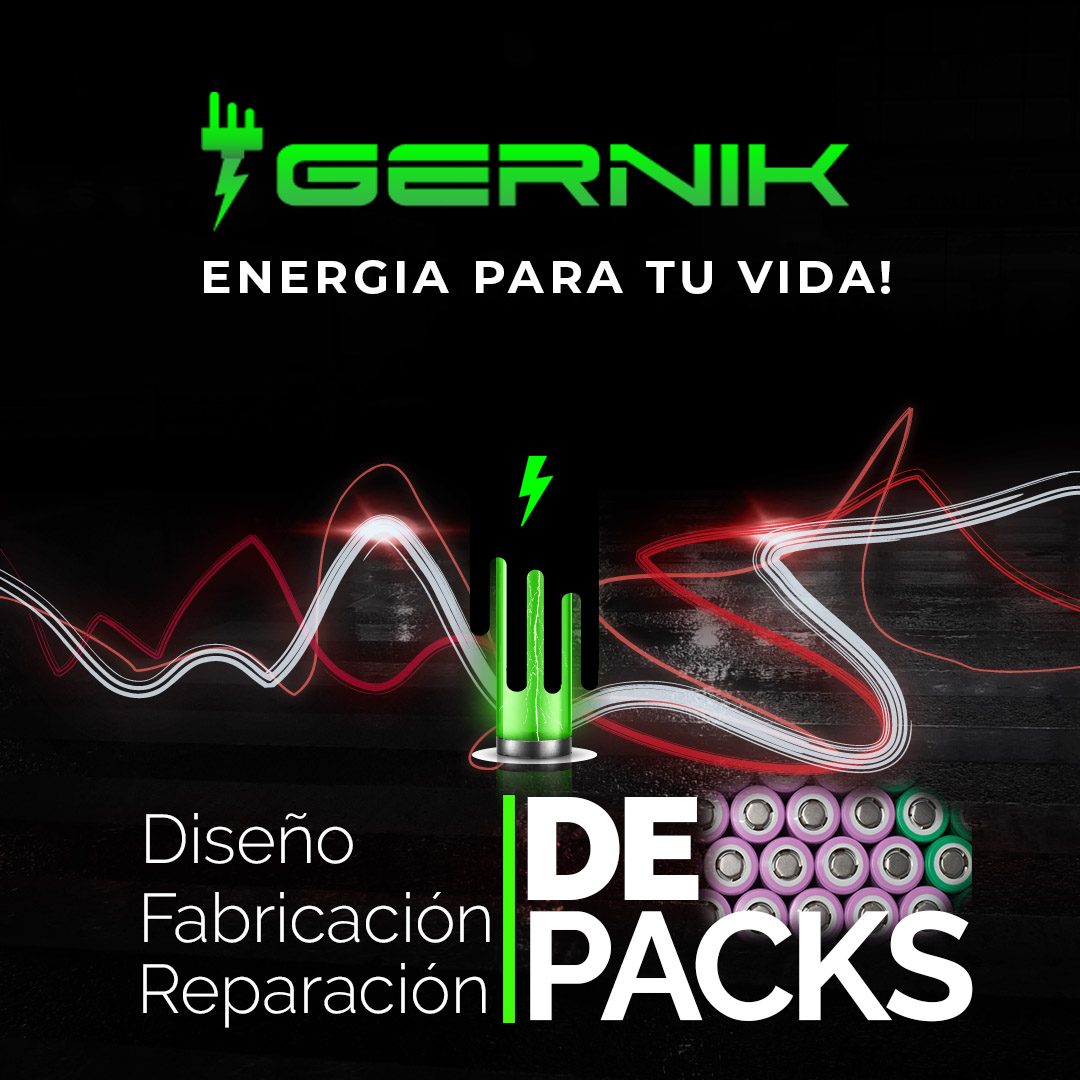 GERNIK
ENERGIA PARA TU VIDA!
Diseño
Fabricación
Reparación
DE
PACKS